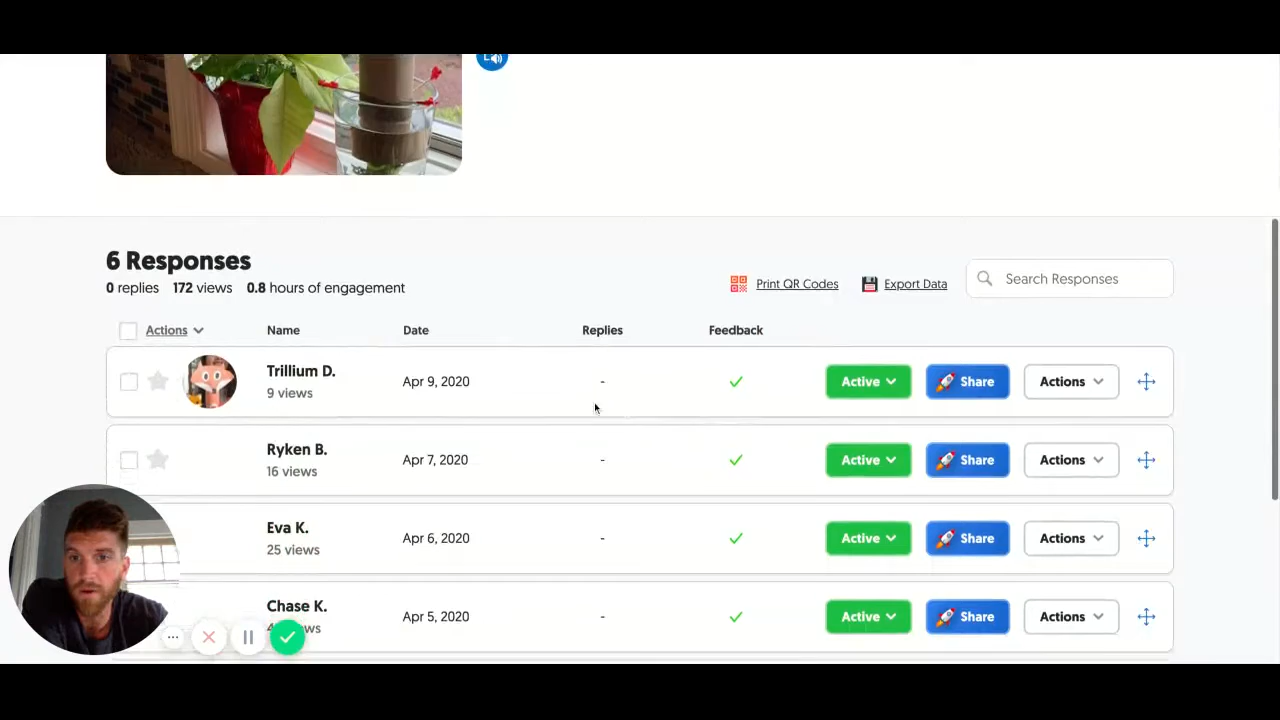 6 Responses
0 replies 172 views 0.8 hours of engagement
Print QR Codes Export Data Search Responses
Actions Name Date Replies Feedback
Trillium D.
9 views
Apr 9, 2020 - Active Share Actions
Ryken B.
16 views
Apr 7, 2020 - Active Share Actions
Eva K.
25 views
Apr 6, 2020 - Active Share Actions
Chase K.
Apr 5, 2020 - Active Share Actions